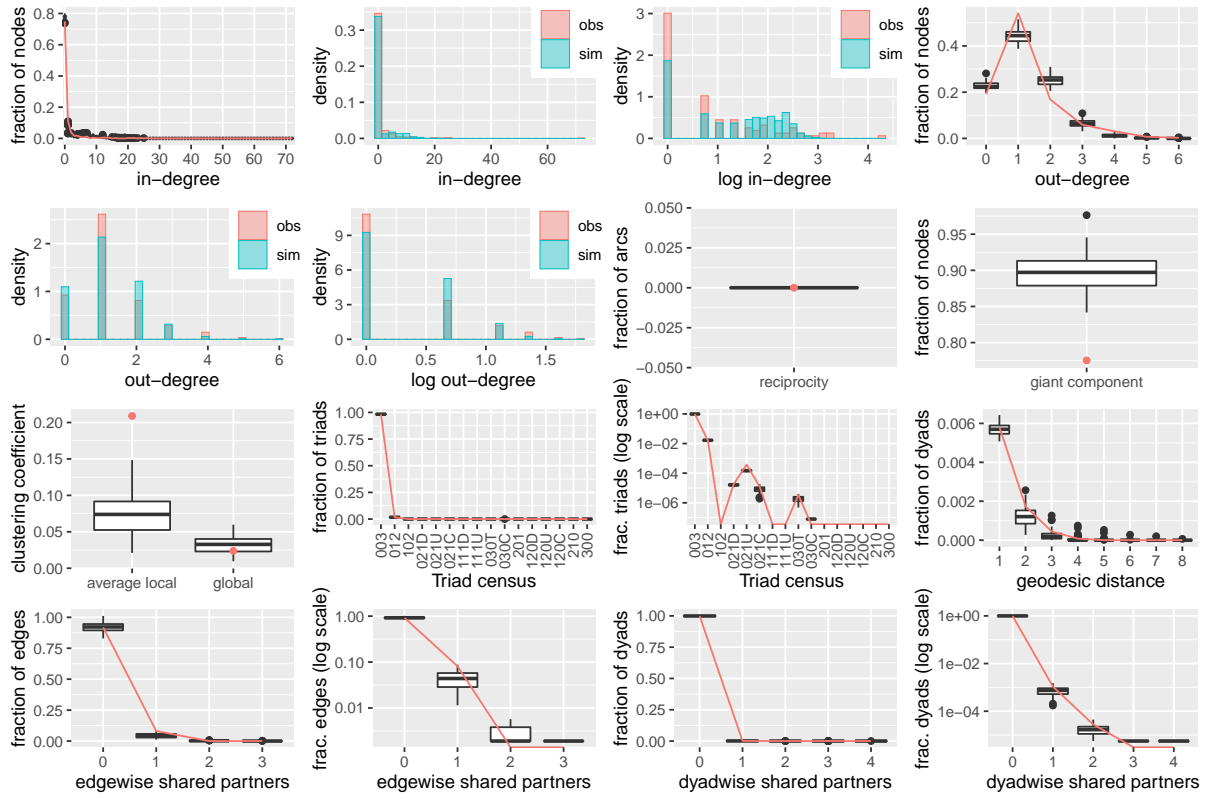 fraction of nodes
0.8
0.6
0.4
0.2
0.0
0 10 20 30 40 50 60 70
in−degree
density
0.3
0.2
0.1
0.0
0 20 40 60
in−degree
obs
sim
density
3
2
1
0
0 1 2 3 4
log in−degree
obs
sim
fraction of nodes
0.4
0.2
0.0
0 1 2 3 4 5 6
out−degree
density
2
1
0
0 2 4 6
out−degree
obs
sim
density
9
6
3
0
0.0 0.5 1.0 1.5
log out−degree
obs
sim
fraction of arcs
0.050
0.025
0.000
−0.025
−0.050
reciprocity
fraction of nodes
0.95
0.90
0.85
0.80
giant component
clustering coefficient
0.20
0.15
0.10
0.05
0.00
average local global
fraction of triads
1.00
0.75
0.50
0.25
0.00
003 012 102 021D 021U 021C 111D 111U 030T 030C 201 120D 120U 120C 210 300
Triad census
frac. triads (log scale)
1e+00
1e−02
1e−04
1e−06
003 012 102 021D 021U 021C 111D 111U 030T 030C 201 120D 120U 120C 210 300
Triad census
fraction of dyads
0.006
0.004
0.002
0.000
1 2 3 4 5 6 7 8
geodesic distance
fraction of edges
1.00
0.75
0.50
0.25
0.00
0 1 2 3
edgewise shared partners
frac. edges (log scale)
1.00
0.10
0.01
0 1 2 3
edgewise shared partners
fraction of dyads
1.00
0.75
0.50
0.25
0.00
0 1 2 3 4
dyadwise shared partners
frac. dyads (log scale)
1e+00
1e−02
1e−04
0 1 2 3 4
dyadwise shared partners